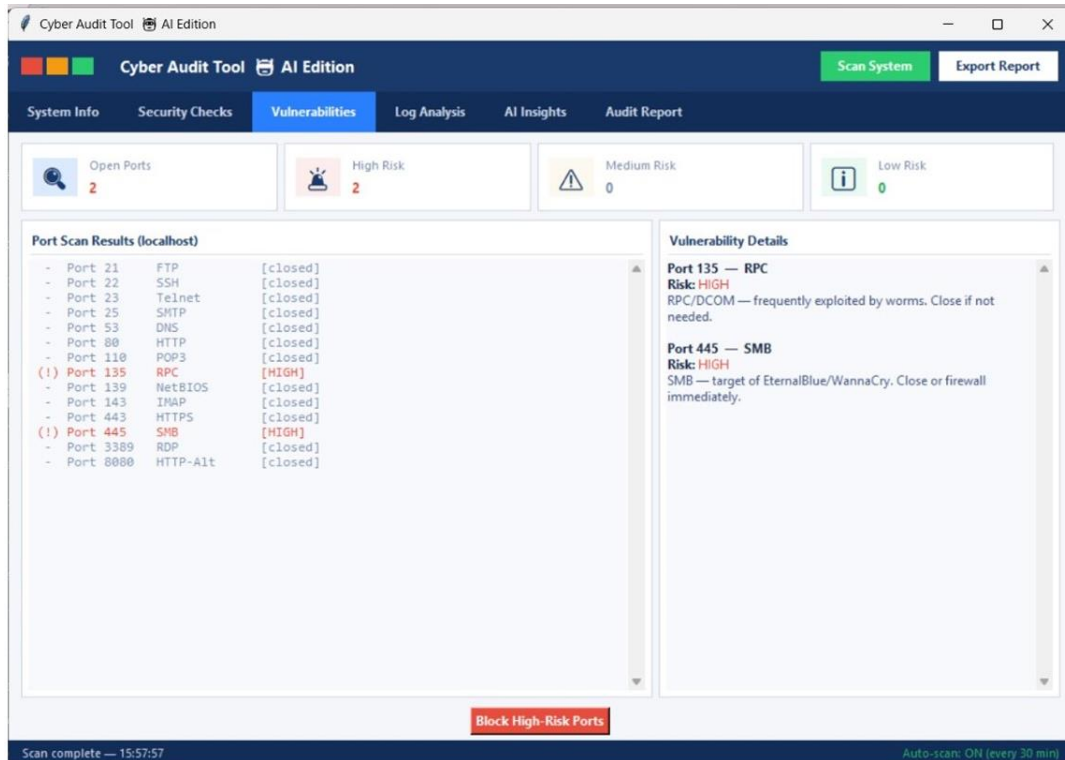 Cyber Audit Tool 🤖 AI Edition
Cyber Audit Tool 🤖 AI Edition
Scan System
Export Report
System Info Security Checks Vulnerabilities Log Analysis AI Insights Audit Report
Open Ports
2
High Risk
2
Medium Risk
0
Low Risk
0
Port Scan Results (localhost)
- Port 21 FTP [closed]
- Port 22 SSH [closed]
- Port 23 Telnet [closed]
- Port 25 SMTP [closed]
- Port 53 DNS [closed]
- Port 80 HTTP [closed]
- Port 110 POP3 [closed]
(!) Port 135 RPC [HIGH]
- Port 139 NetBIOS [closed]
- Port 143 IMAP [closed]
- Port 443 HTTPS [closed]
(!) Port 445 SMB [HIGH]
- Port 3389 RDP [closed]
- Port 8080 HTTP-Alt [closed]
Vulnerability Details
Port 135 — RPC
Risk: HIGH
RPC/DCOM — frequently exploited by worms. Close if not
needed.
Port 445 — SMB
Risk: HIGH
SMB — target of EternalBlue/WannaCry. Close or firewall
immediately.
Block High-Risk Ports
Scan complete — 15:57:57
Auto-scan: ON (every 30 min)